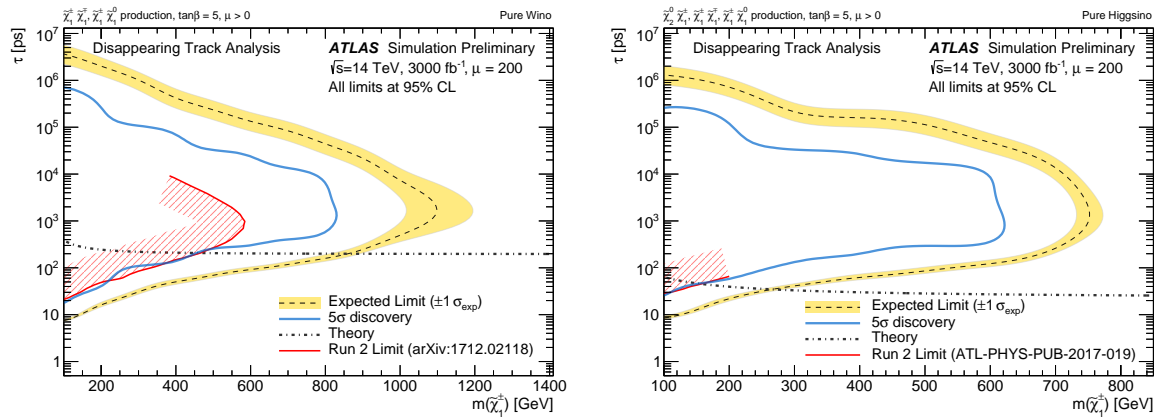 χ̃₁± χ̃₁∓, χ̃₁± χ̃₁⁰ production, tanβ = 5, μ > 0
Pure Wino
τ [ps]
10⁷
10⁶
10⁵
10⁴
10³
10²
10
1
Disappearing Track Analysis
ATLAS Simulation Preliminary
√s=14 TeV, 3000 fb⁻¹, μ = 200
All limits at 95% CL
Expected Limit (±1 σexp)
5σ discovery
Theory
Run 2 Limit (arXiv:1712.02118)
200 400 600 800 1000 1200 1400
m(χ̃₁±) [GeV]
χ̃₂⁰ χ̃₁±, χ̃₁± χ̃₁∓, χ̃₁± χ̃₁⁰ production, tanβ = 5, μ > 0
Pure Higgsino
τ [ps]
10⁷
10⁶
10⁵
10⁴
10³
10²
10
1
Disappearing Track Analysis
ATLAS Simulation Preliminary
√s=14 TeV, 3000 fb⁻¹, μ = 200
All limits at 95% CL
Expected Limit (±1 σexp)
5σ discovery
Theory
Run 2 Limit (ATL-PHYS-PUB-2017-019)
100 200 300 400 500 600 700 800
m(χ̃₁±) [GeV]